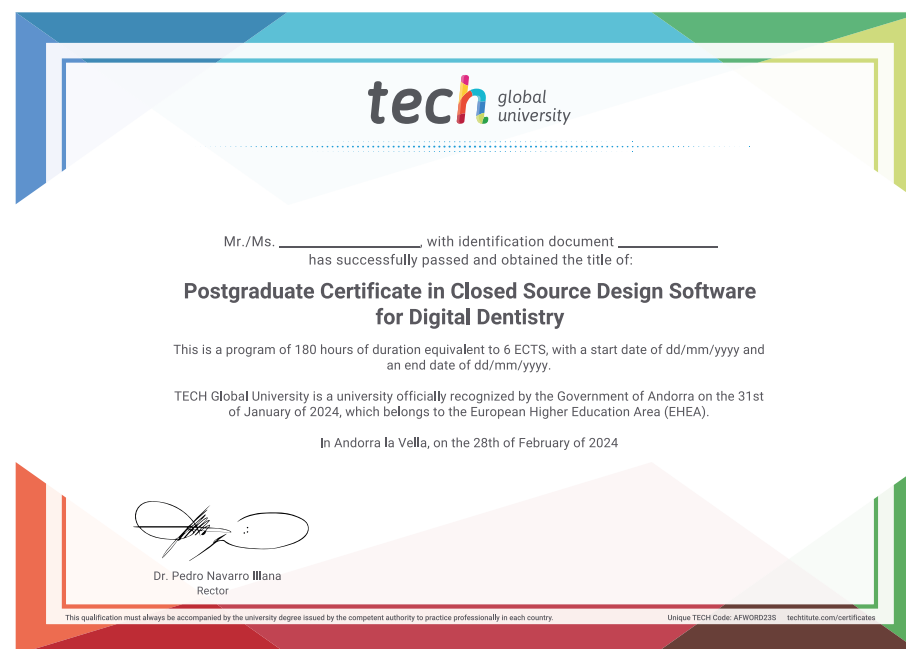 tech global university
Mr./Ms. ____________________, with identification document ______________
has successfully passed and obtained the title of:
Postgraduate Certificate in Closed Source Design Software
for Digital Dentistry
This is a program of 180 hours of duration equivalent to 6 ECTS, with a start date of dd/mm/yyyy and
an end date of dd/mm/yyyy.
TECH Global University is a university officially recognized by the Government of Andorra on the 31st
of January of 2024, which belongs to the European Higher Education Area (EHEA).
In Andorra la Vella, on the 28th of February of 2024
Dr. Pedro Navarro Illana
Rector
This qualification must always be accompanied by the university degree issued by the competent authority to practice professionally in each country.
Unique TECH Code: AFWORD23S techtitute.com/certificates